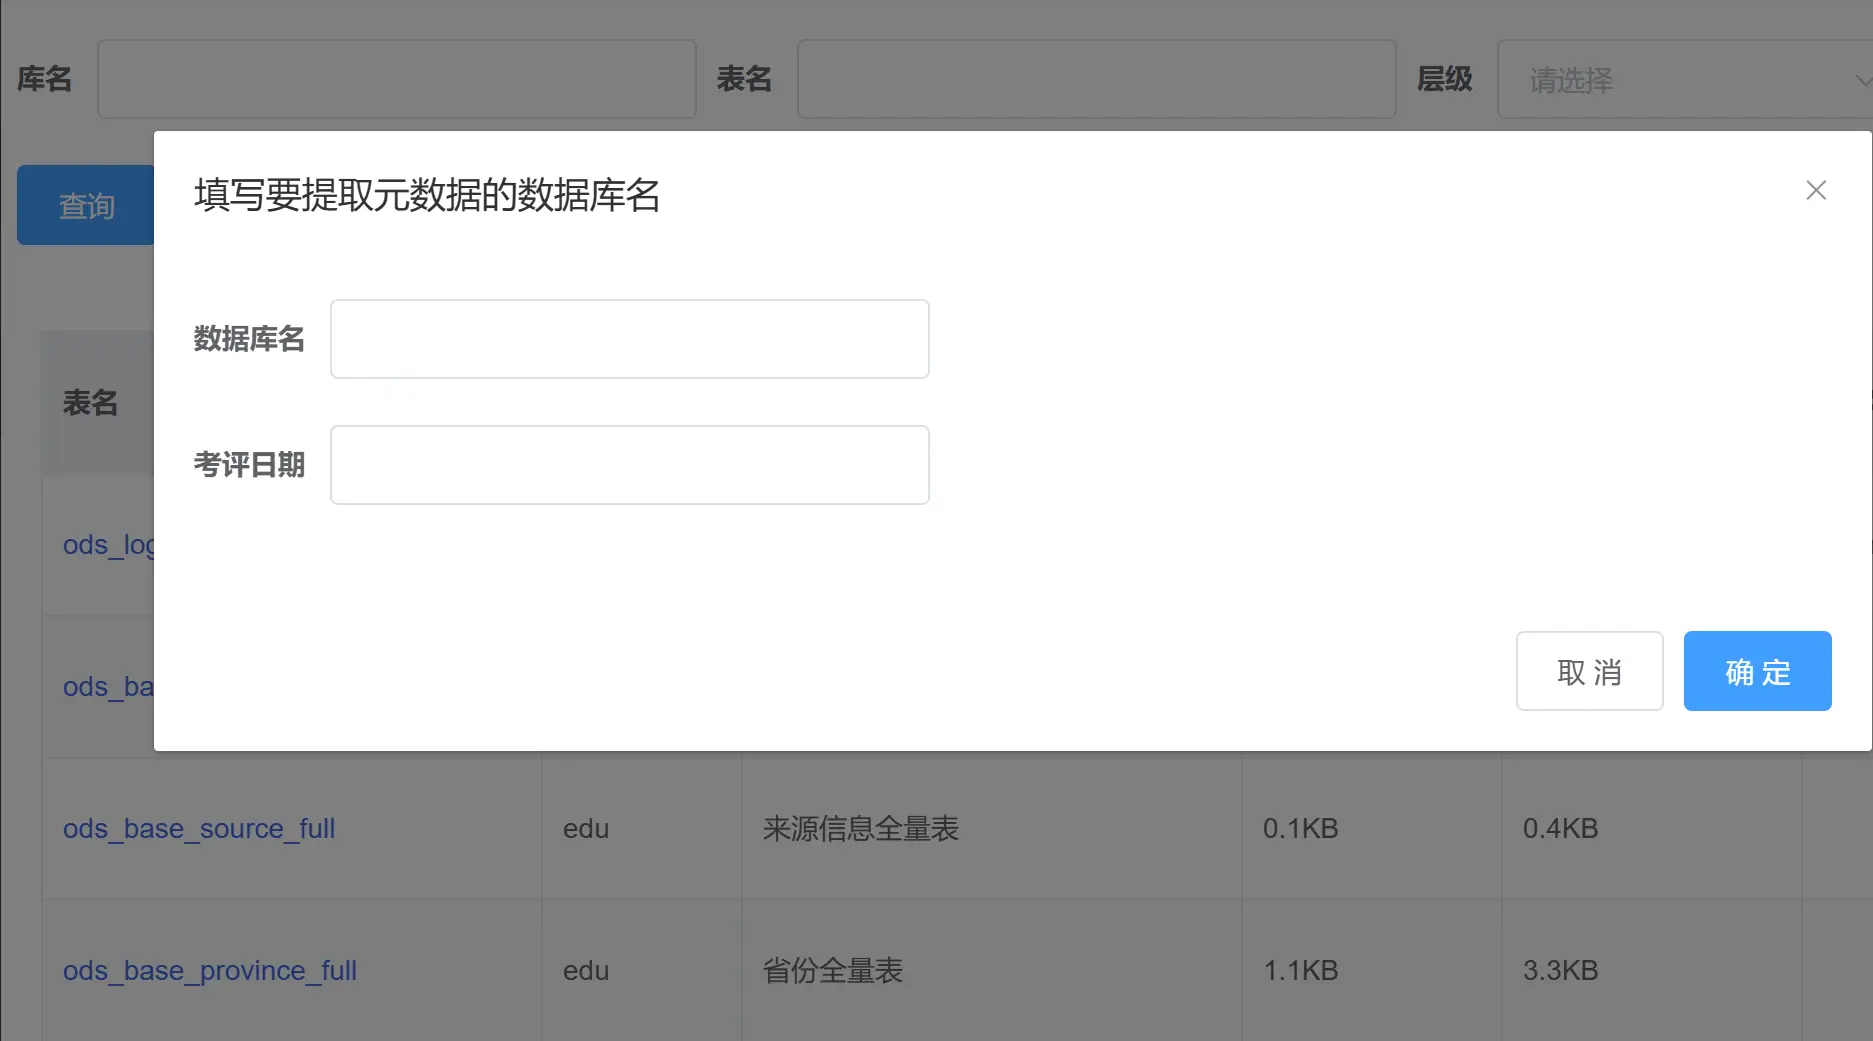 库名 表名 层级 请选择
查询
填写要提取元数据的数据库名
数据库名
考评日期
取 消 确 定
表名
ods_log
ods_ba
ods_base_source_full edu 来源信息全量表 0.1KB 0.4KB
ods_base_province_full edu 省份全量表 1.1KB 3.3KB